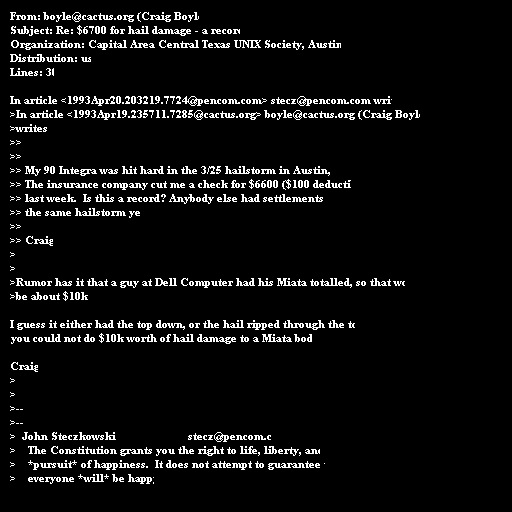 From: boyle@cactus.org (Craig Boyl
Subject: Re: $6700 for hail damage - a recor
Organization: Capital Area Central Texas UNIX Society, Austin
Distribution: us
Lines: 30

In article <1993Apr20.203219.7724@pencom.com> stecz@pencom.com wri
>In article <1993Apr19.235711.7285@cactus.org> boyle@cactus.org (Craig Boyl
>writes
>>
>>
>> My 90 Integra was hit hard in the 3/25 hailstorm in Austin,
>> The insurance company cut me a check for $6600 ($100 deducti
>> last week.  Is this a record? Anybody else had settlements
>> the same hailstorm ye
>>
>> Craig
>
>
>Rumor has it that a guy at Dell Computer had his Miata totalled, so that wo
>be about $10k

I guess it either had the top down, or the hail ripped through the to
you could not do $10k worth of hail damage to a Miata bod

Craig
>
>
>--
>--
>  John Steczkowski                        stecz@pencom.c
>    The Constitution grants you the right to life, liberty, and
>    *pursuit* of happiness.  It does not attempt to guarantee
>    everyone *will* be happ